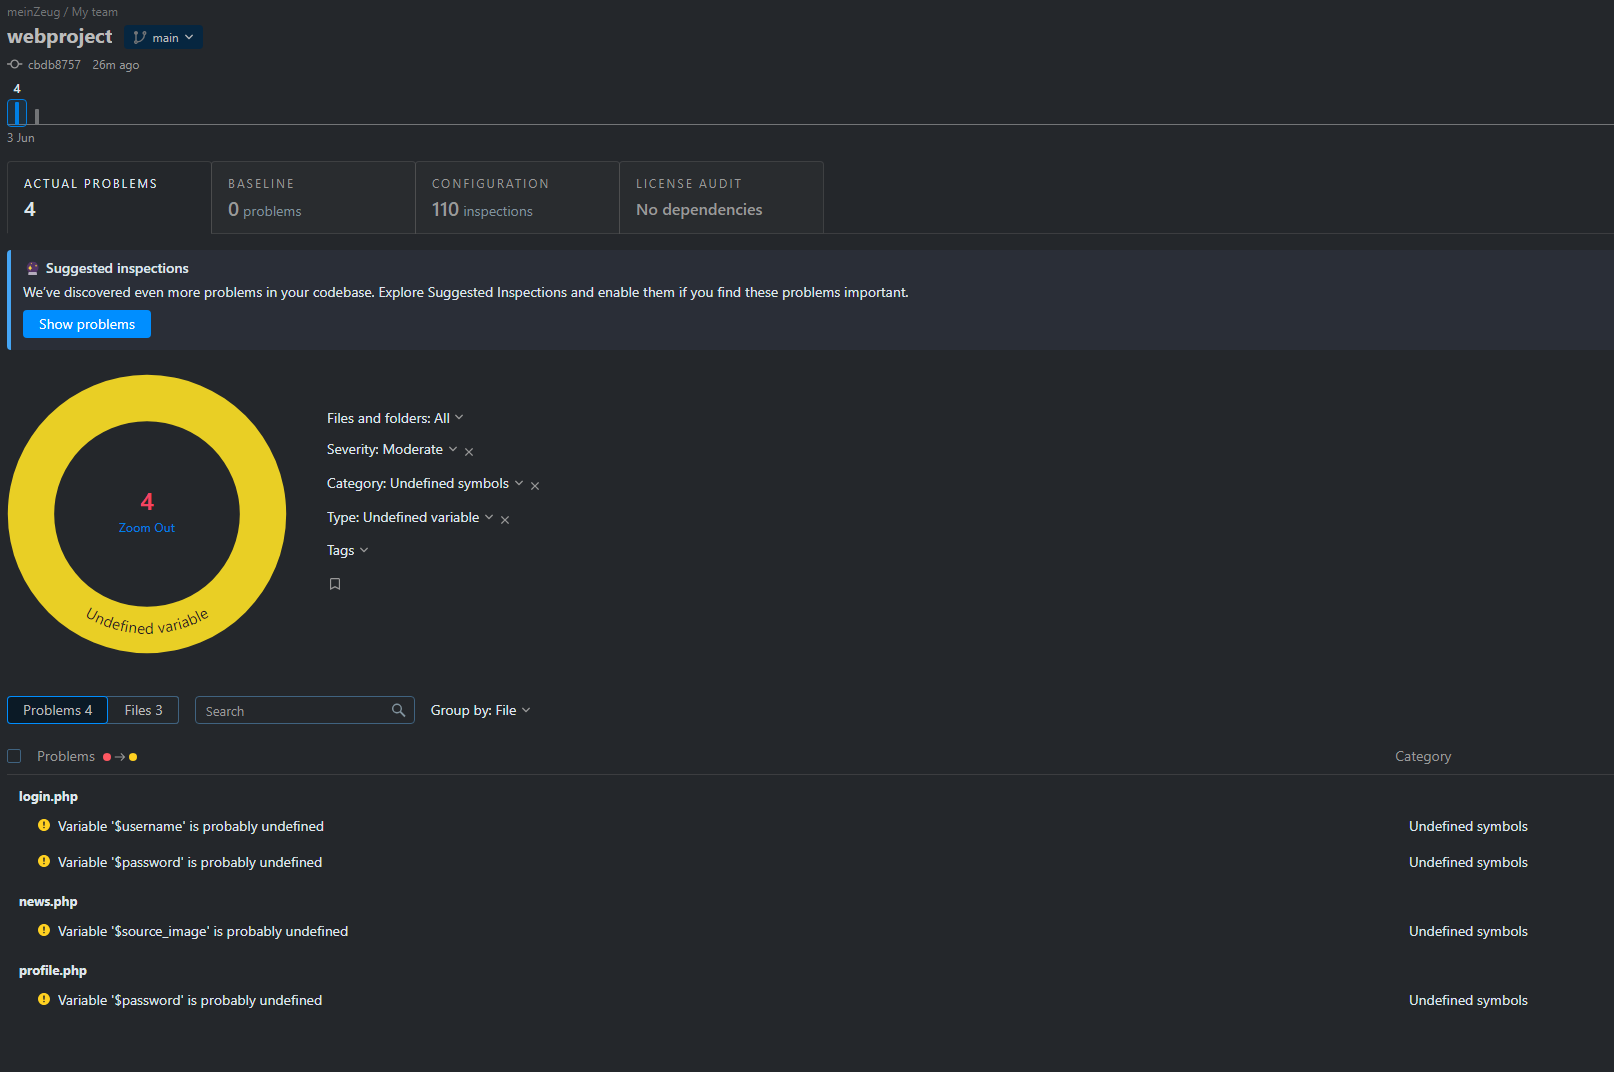 meinZeug / My team
webproject main
cbdb8757 26m ago
4
3 Jun
ACTUAL PROBLEMS BASELINE CONFIGURATION LICENSE AUDIT
4 0 problems 110 inspections No dependencies
Suggested inspections
We've discovered even more problems in your codebase. Explore Suggested Inspections and enable them if you find these problems important.
Show problems
4
Zoom Out
Undefined variable
Files and folders: All
Severity: Moderate
Category: Undefined symbols
Type: Undefined variable
Tags
Problems 4 Files 3 Search Group by: File
Problems Category
login.php
Variable '$username' is probably undefined Undefined symbols
Variable '$password' is probably undefined Undefined symbols
news.php
Variable '$source_image' is probably undefined Undefined symbols
profile.php
Variable '$password' is probably undefined Undefined symbols